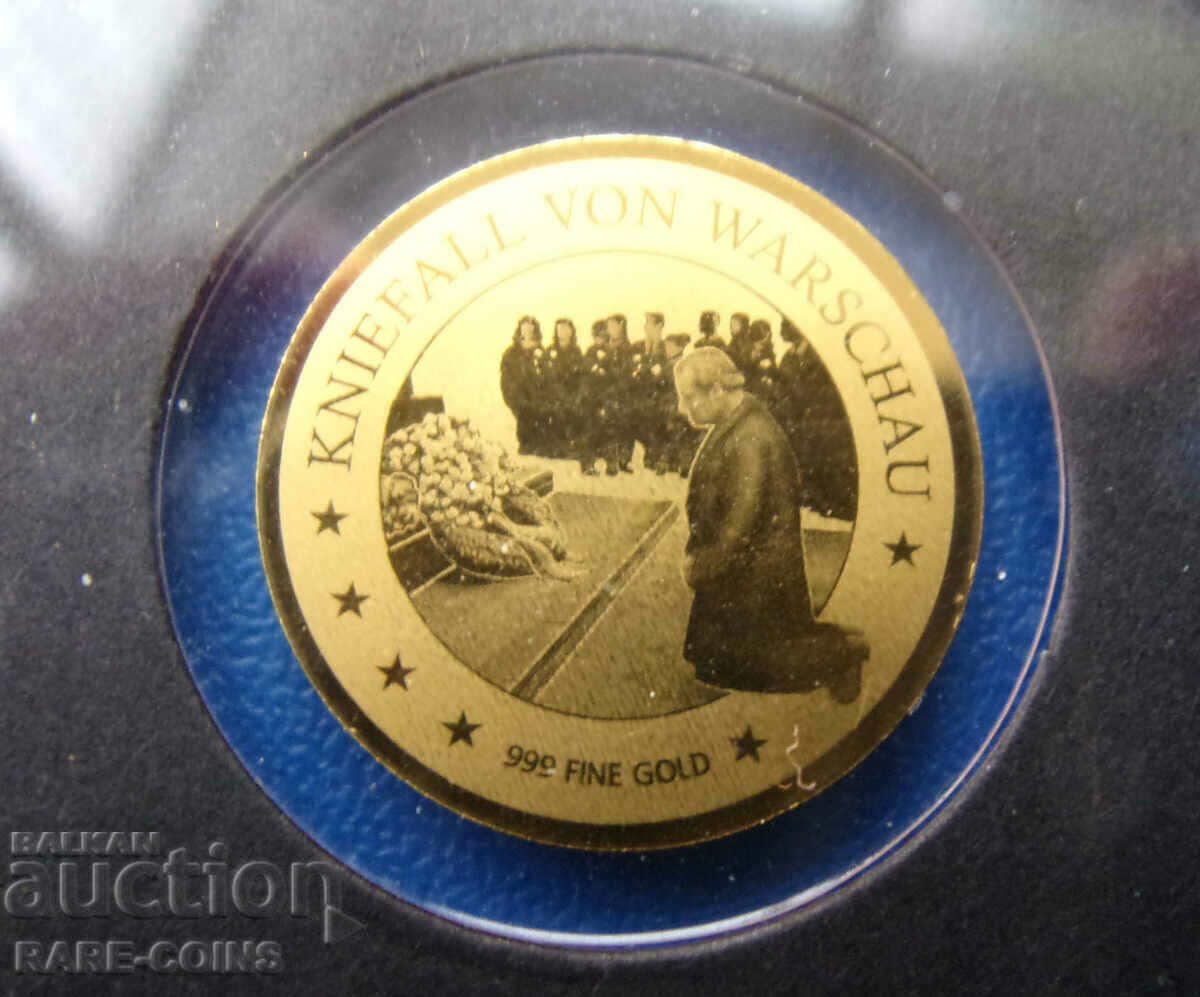 KNIEFALL VON WARSCHAU
999 FINE GOLD
BALKAN
auction
RARE-COINS